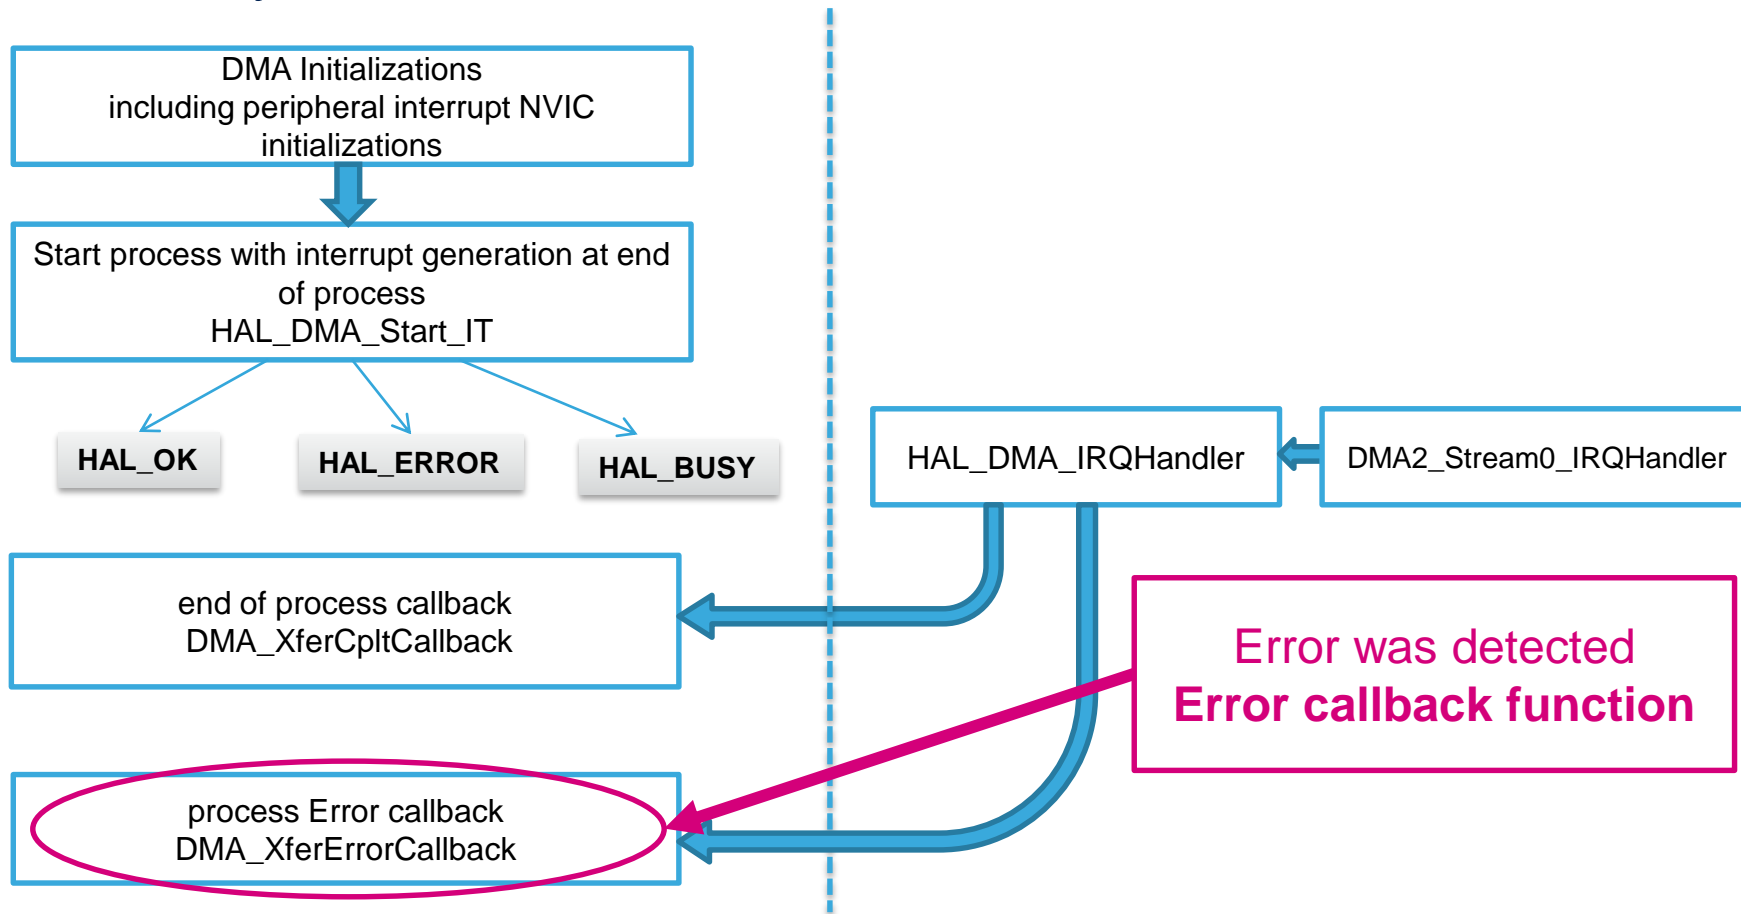 DMA Initializations
including peripheral interrupt NVIC
initializations
Start process with interrupt generation at end
of process
HAL_DMA_Start_IT
HAL_OK
HAL_ERROR
HAL_BUSY
HAL_DMA_IRQHandler
DMA2_Stream0_IRQHandler
end of process callback
DMA_XferCpltCallback
Error was detected
Error callback function
process Error callback
DMA_XferErrorCallback